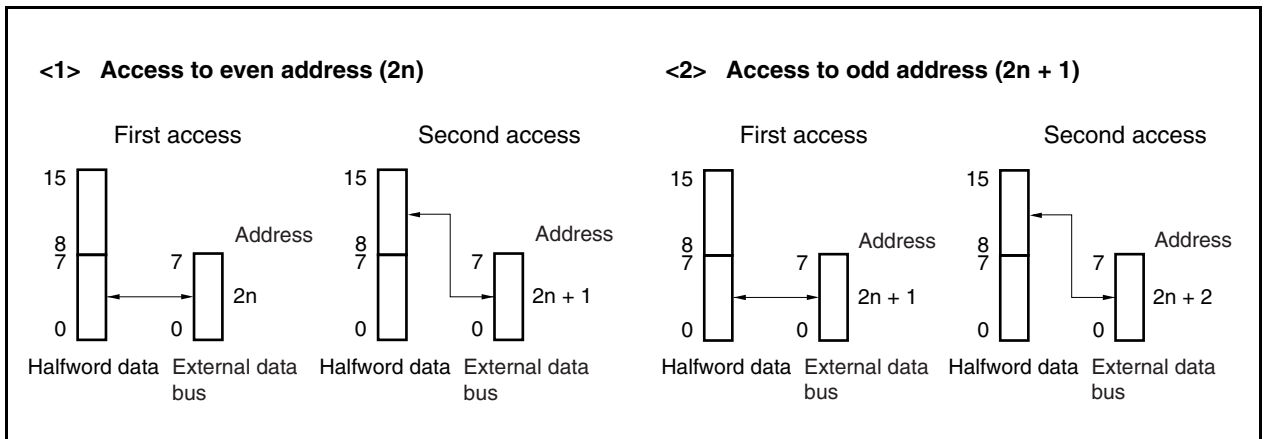 <1> Access to even address (2n)
First access
15
8
7
0
Halfword data
Address
7
2n
0
External data
bus
Second access
15
8
7
0
Halfword data
Address
7
2n + 1
0
External data
bus
<2> Access to odd address (2n + 1)
First access
15
8
7
0
Halfword data
Address
7
2n + 1
0
External data
bus
Second access
15
8
7
0
Halfword data
Address
7
2n + 2
0
External data
bus